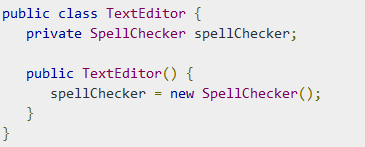 public class TextEditor {
   private SpellChecker spellChecker;

   public TextEditor() {
      spellChecker = new SpellChecker();
   }
}